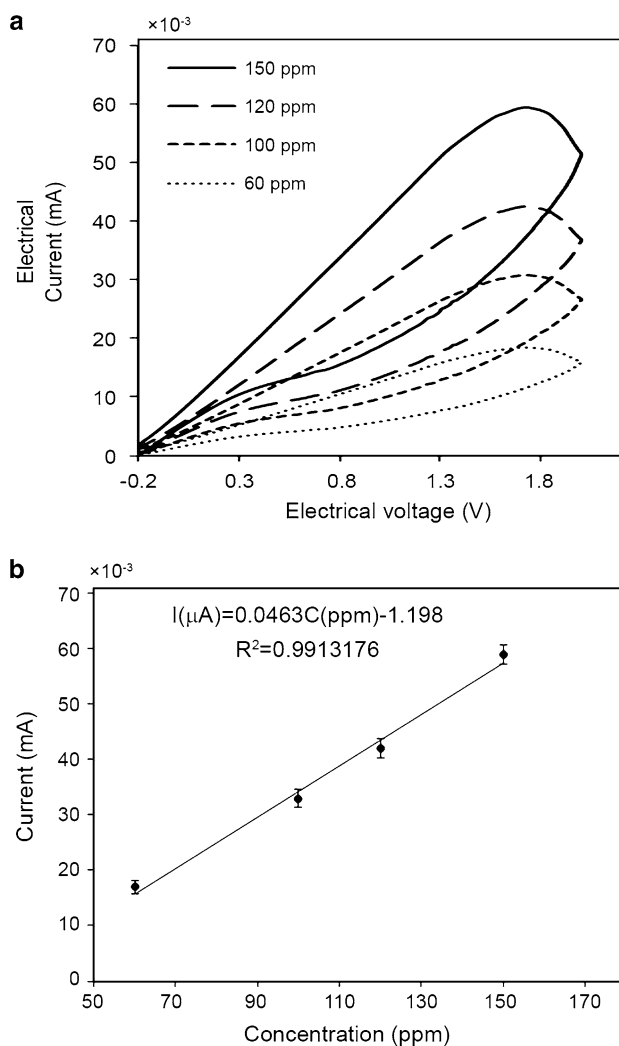 a
×10⁻³
70
60
50
40
30
20
10
0
Electrical
Current (mA)
150 ppm
120 ppm
100 ppm
60 ppm
-0.2 0.3 0.8 1.3 1.8
Electrical voltage (V)
b
×10⁻³
70
60
50
40
30
20
10
0
Current (mA)
I(µA)=0.0463C(ppm)-1.198
R²=0.9913176
50 70 90 110 130 150 170
Concentration (ppm)